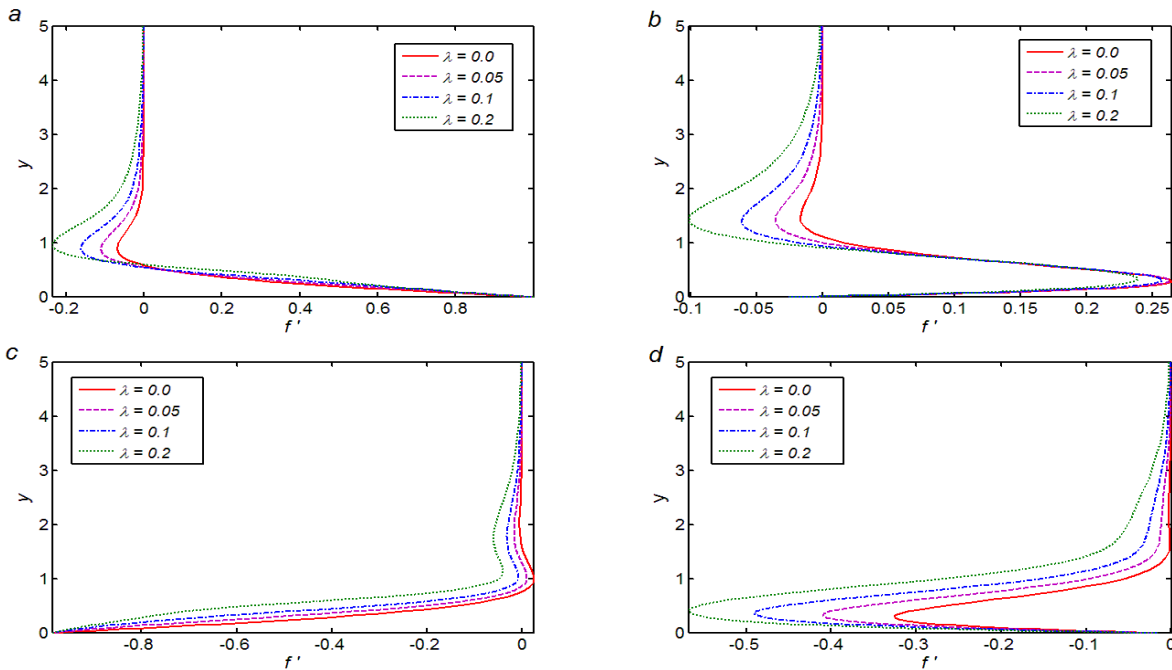 a
5
4
3
2
1
0
y
-0.2 0 0.2 0.4 0.6 0.8
f '
λ = 0.0
λ = 0.05
λ = 0.1
λ = 0.2
b
5
4
3
2
1
0
y
-0.1 -0.05 0 0.05 0.1 0.15 0.2 0.25
f '
λ = 0.0
λ = 0.05
λ = 0.1
λ = 0.2
c
5
4
3
2
1
0
y
-0.8 -0.6 -0.4 -0.2 0
f '
λ = 0.0
λ = 0.05
λ = 0.1
λ = 0.2
d
5
4
3
2
1
0
y
-0.5 -0.4 -0.3 -0.2 -0.1 0
f '
λ = 0.0
λ = 0.05
λ = 0.1
λ = 0.2